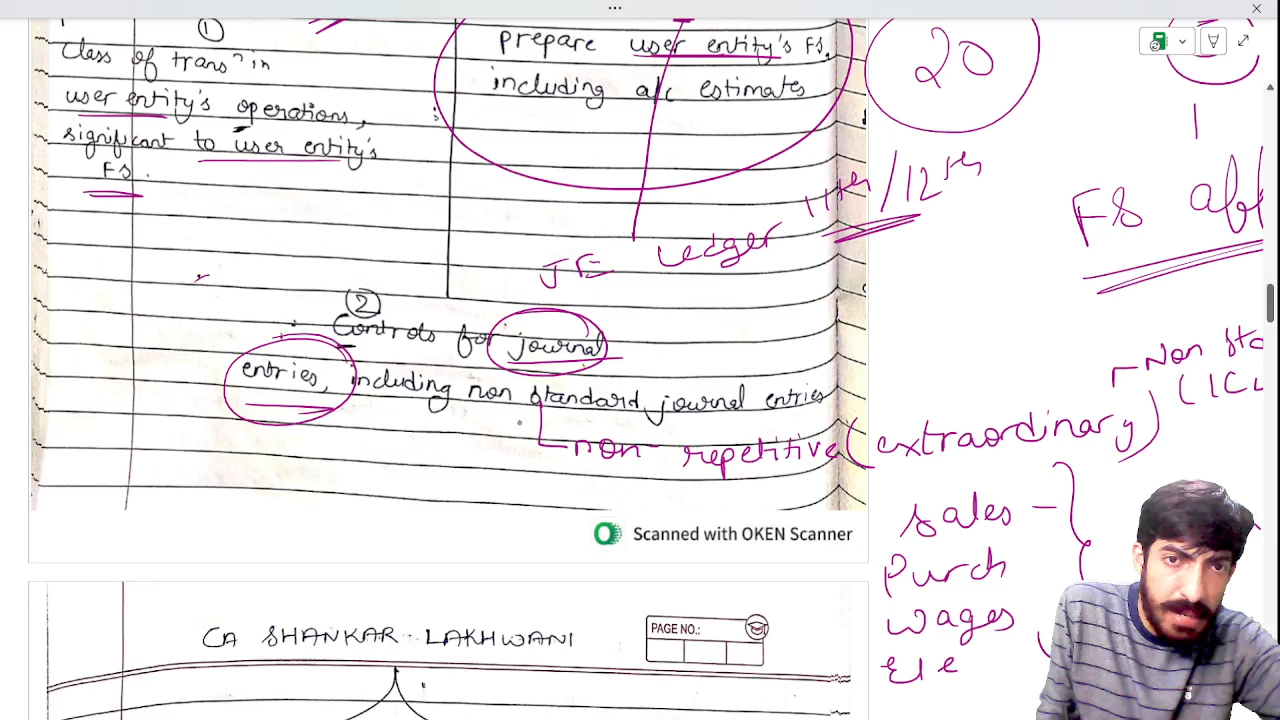 ①
Class of transⁿ in
user entity's operations,
significant to user entity's
FS.
prepare user entity's FS,
including a/c estimates
JE Ledger 11th/12th
②
Controls for journal
entries, including non standard journal entries
non-repetitive (extraordinary)
Scanned with OKEN Scanner
CA SHANKAR LAKHWANI
PAGE NO.:
20
1
FS
Non sta
Sales
Purch
wages
Ele